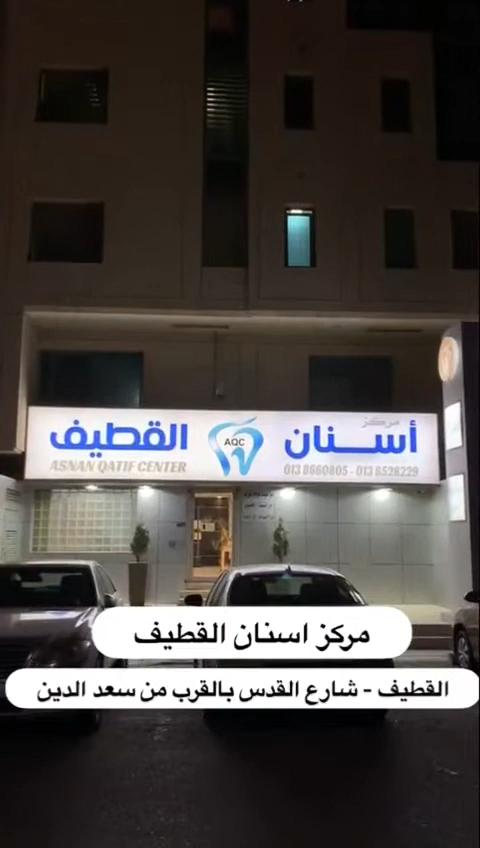 مركز
أسنان
القطيف
AQC
ASNAN QATIF CENTER
013 8660805 - 013 8528229
مركز اسنان القطيف
القطيف - شارع القدس بالقرب من سعد الدين